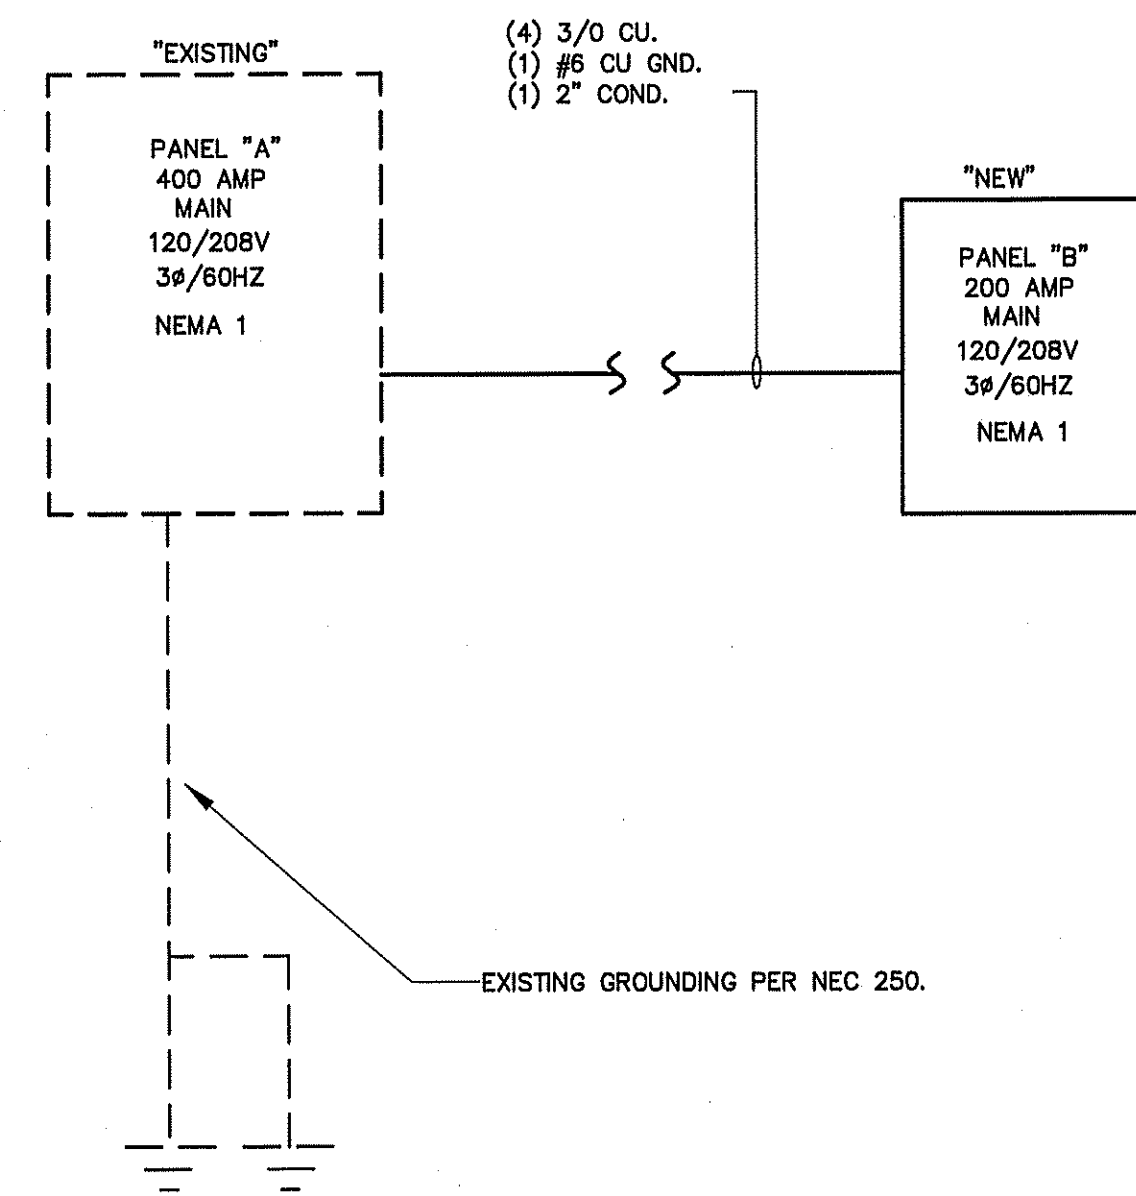 "EXISTING"
PANEL "A"
400 AMP
MAIN
120/208V
3ø/60HZ
NEMA 1
(4) 3/0 CU.
(1) #6 CU GND.
(1) 2" COND.
"NEW"
PANEL "B"
200 AMP
MAIN
120/208V
3ø/60HZ
NEMA 1
EXISTING GROUNDING PER NEC 250.